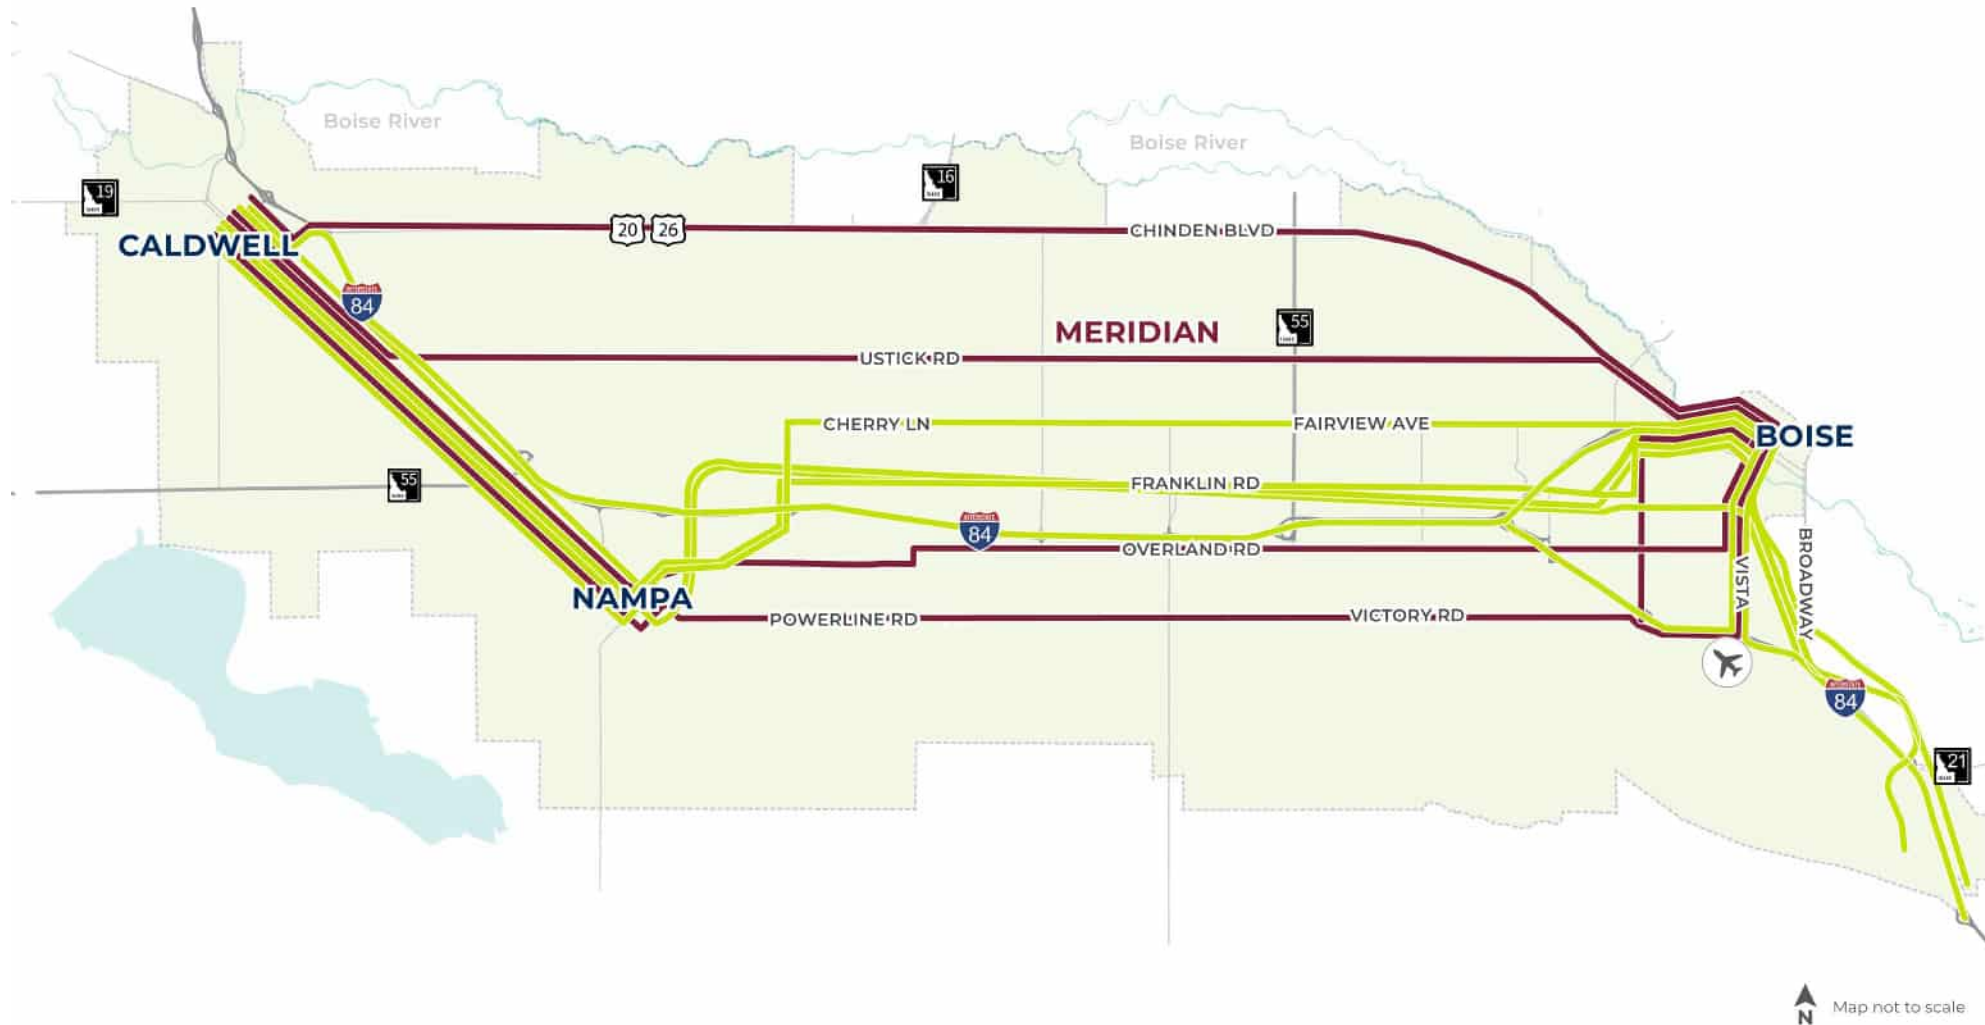 Boise River
Boise River
16
19
CALDWELL
20
26
CHINDEN BLVD
84
MERIDIAN
55
USTICK RD
CHERRY LN
FAIRVIEW AVE
BOISE
55
FRANKLIN RD
84
OVERLAND RD
BROADWAY
VISTA
NAMPA
POWERLINE RD
VICTORY RD
84
21
N
Map not to scale